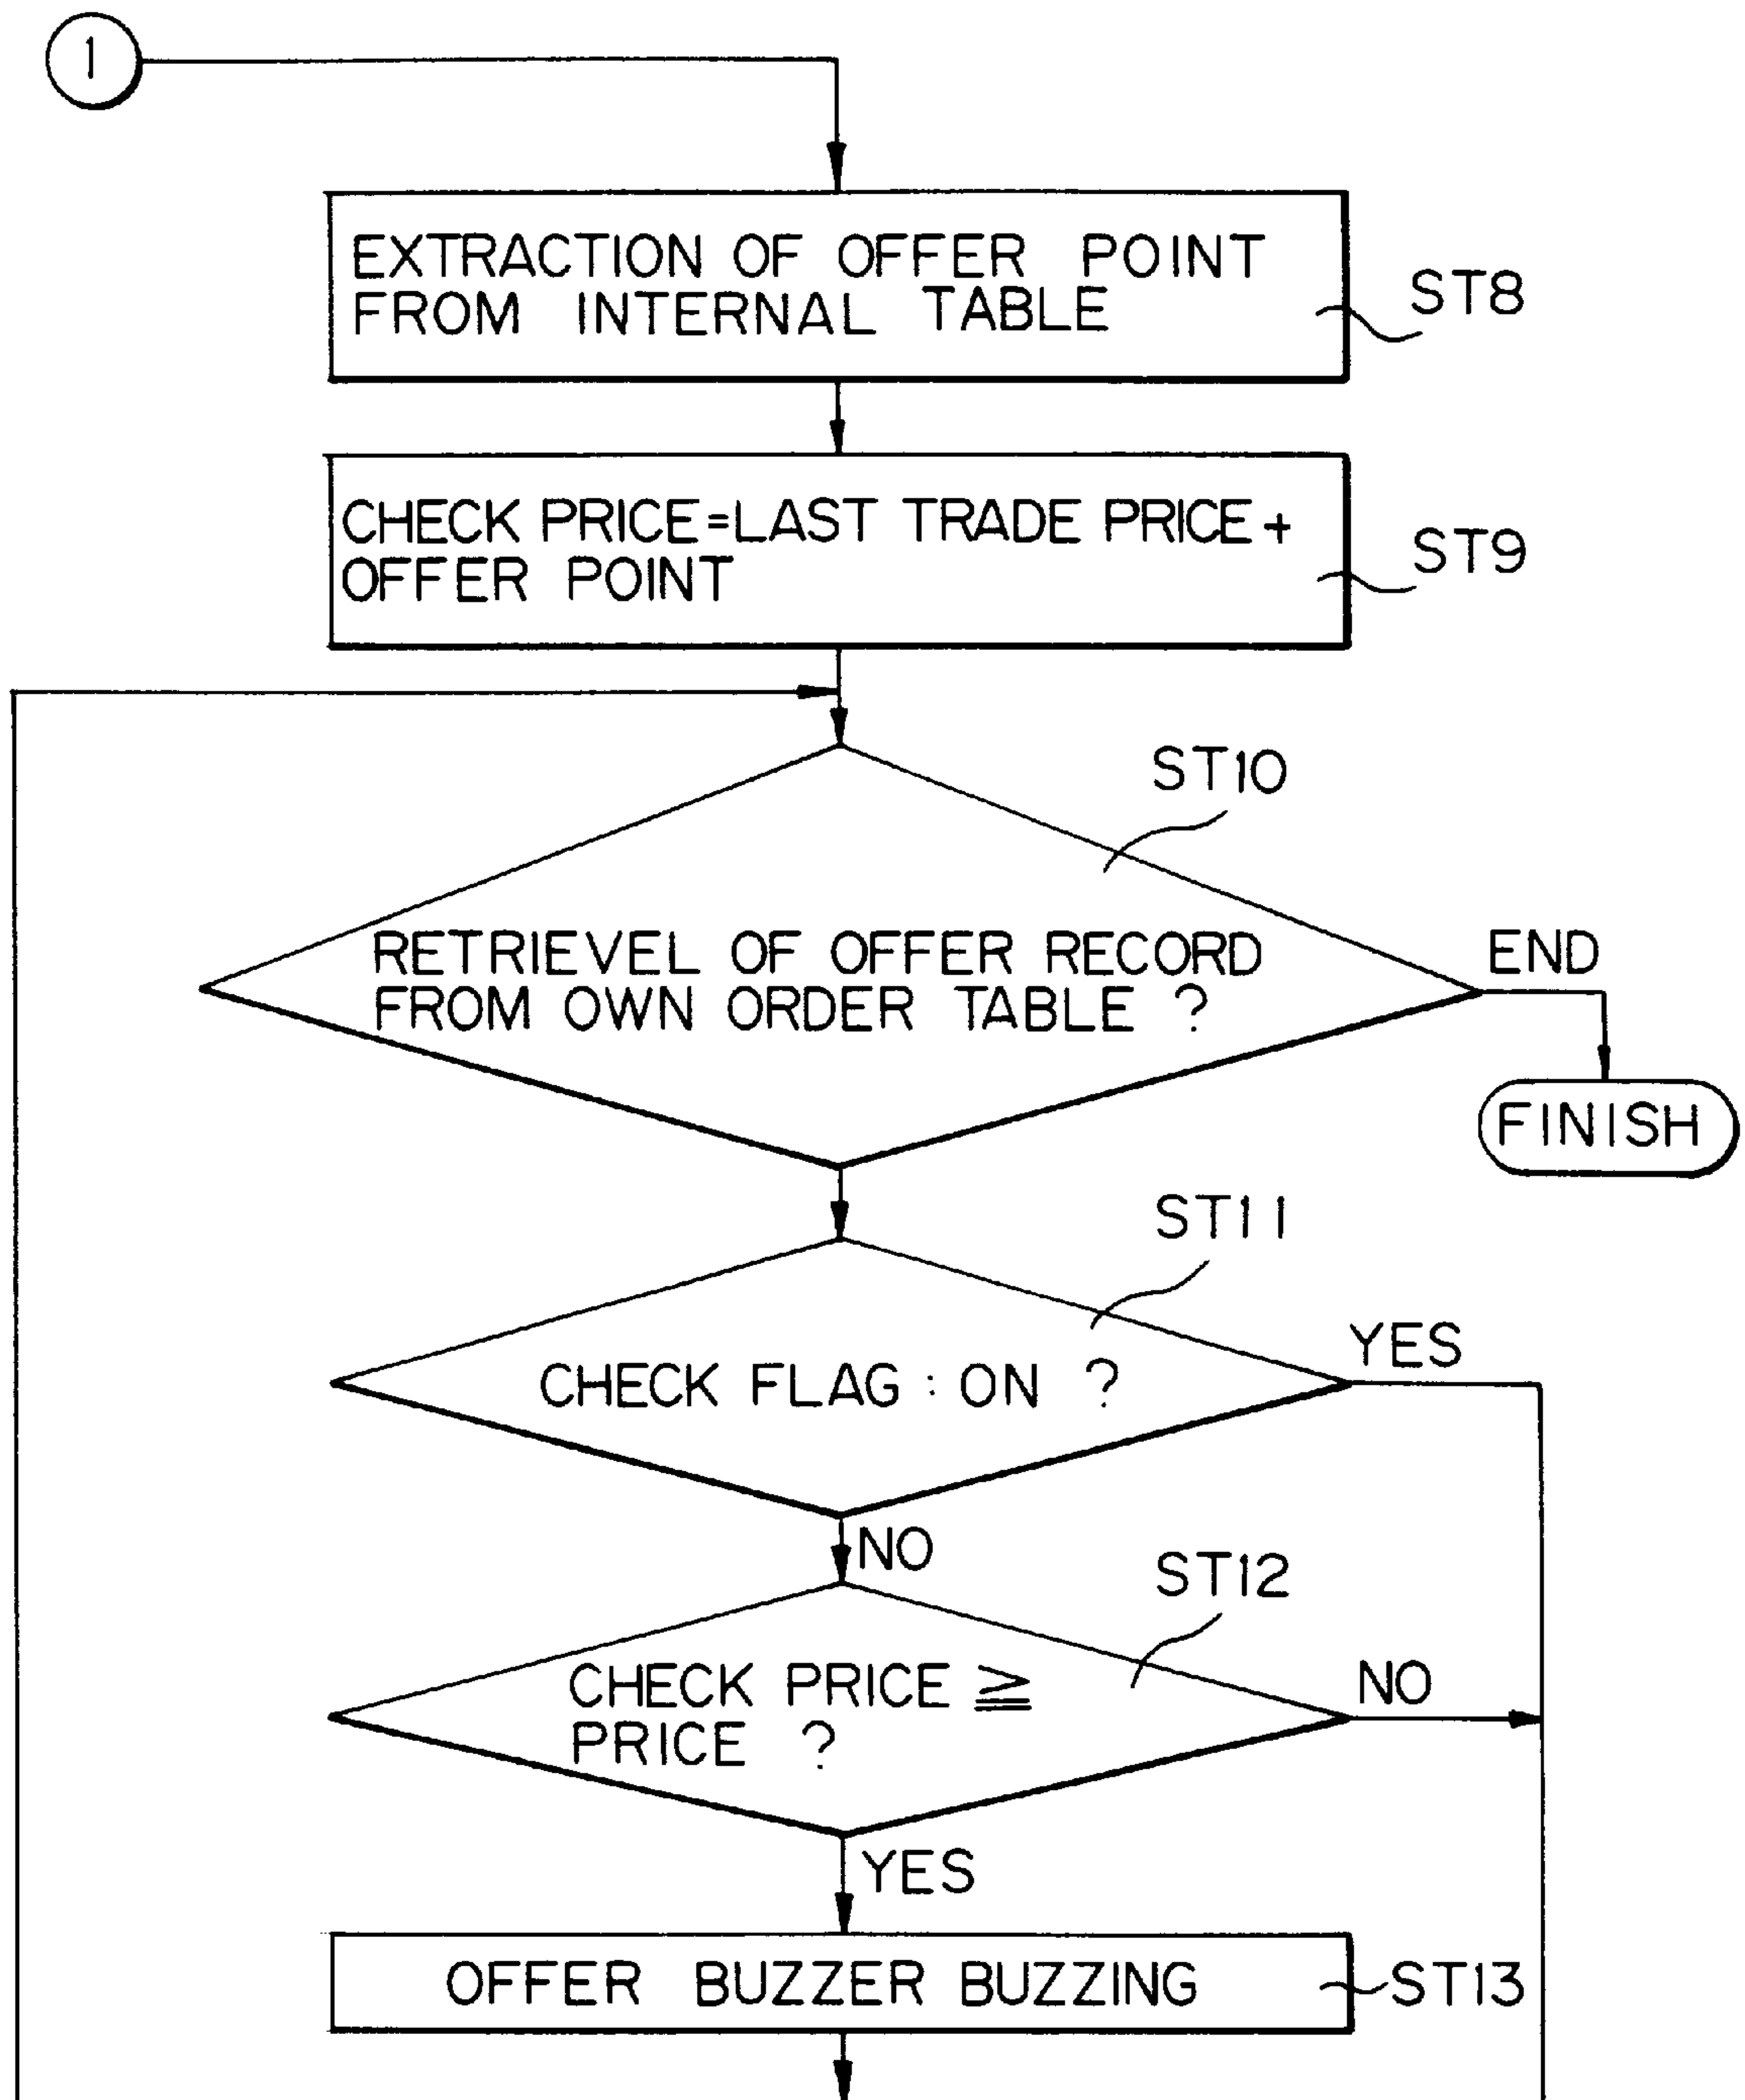 1
EXTRACTION OF OFFER POINT
FROM INTERNAL TABLE
ST8
CHECK PRICE=LAST TRADE PRICE+
OFFER POINT
ST9
ST10
RETRIEVEL OF OFFER RECORD
FROM OWN ORDER TABLE ?
END
FINISH
ST11
CHECK FLAG : ON ?
YES
NO
ST12
CHECK PRICE ≧
PRICE ?
NO
YES
OFFER BUZZER BUZZING
ST13